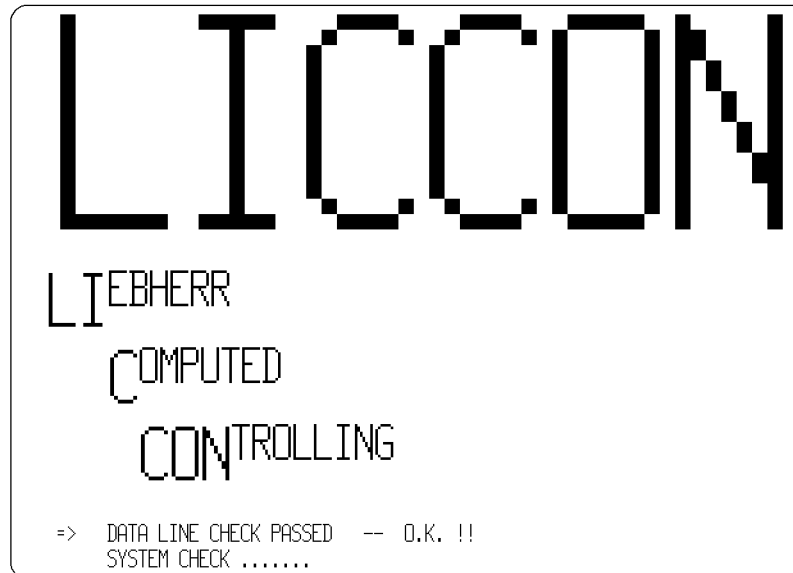 LICCON
LIEBHERR
COMPUTED
CONTROLLING
=> DATA LINE CHECK PASSED -- O.K. !!
SYSTEM CHECK .......